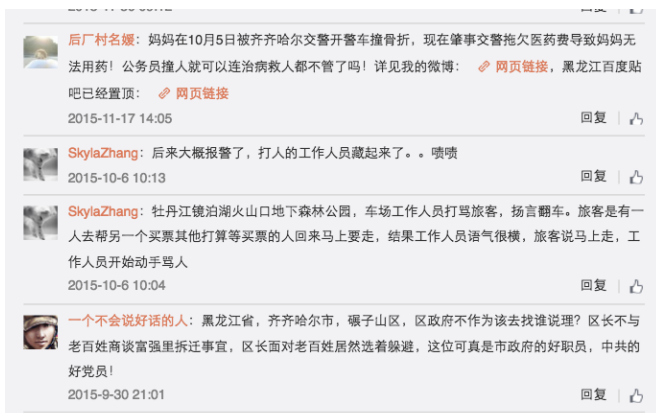 后厂村名媛：妈妈在10月5日被齐齐哈尔交警开警车撞骨折，现在肇事交警拖欠医药费导致妈妈无
法用药！公务员撞人就可以连治病救人都不管了吗！详见我的微博： 网页链接，黑龙江百度贴
吧已经置顶： 网页链接
2015-11-17 14:05 回复
SkylaZhang：后来大概报警了，打人的工作人员藏起来了。。啧啧
2015-10-6 10:13 回复
SkylaZhang：牡丹江镜泊湖火山口地下森林公园，车场工作人员打骂旅客，扬言翻车。旅客是有一
人去帮另一个买票其他打算等买票的人回来马上要走，结果工作人员语气很横，旅客说马上走，工
作人员开始动手骂人
2015-10-6 10:04 回复
一个不会说好话的人：黑龙江省，齐齐哈尔市，碾子山区，区政府不作为该去找谁说理？区长不与
老百姓商谈富强里拆迁事宜，区长面对老百姓居然选着躲避，这位可真是市政府的好职员，中共的
好党员！
2015-9-30 21:01 回复